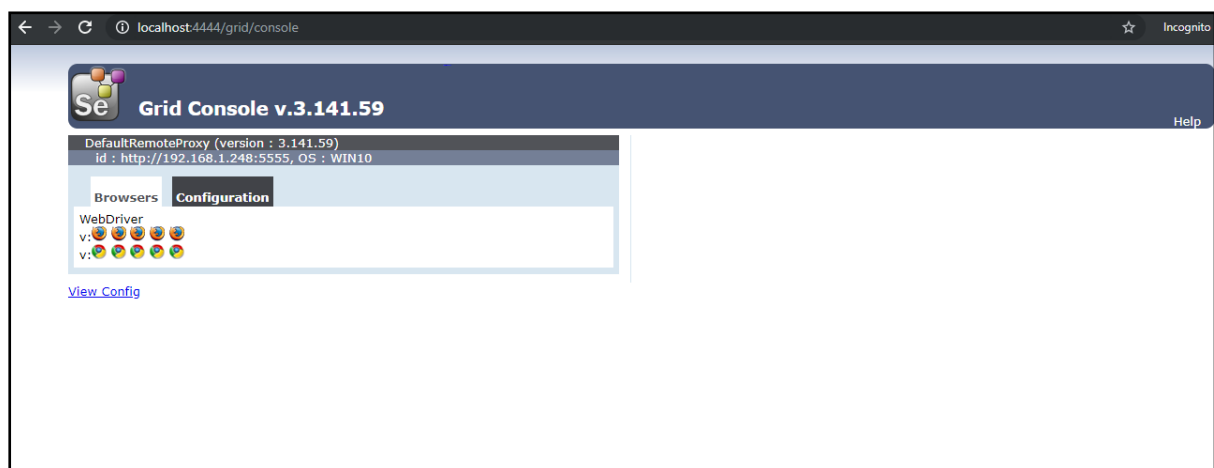 localhost:4444/grid/console
Incognito
Se
Grid Console v.3.141.59
Help
DefaultRemoteProxy (version : 3.141.59)
id : http://192.168.1.248:5555, OS : WIN10
Browsers Configuration
WebDriver
v:
v:
View Config